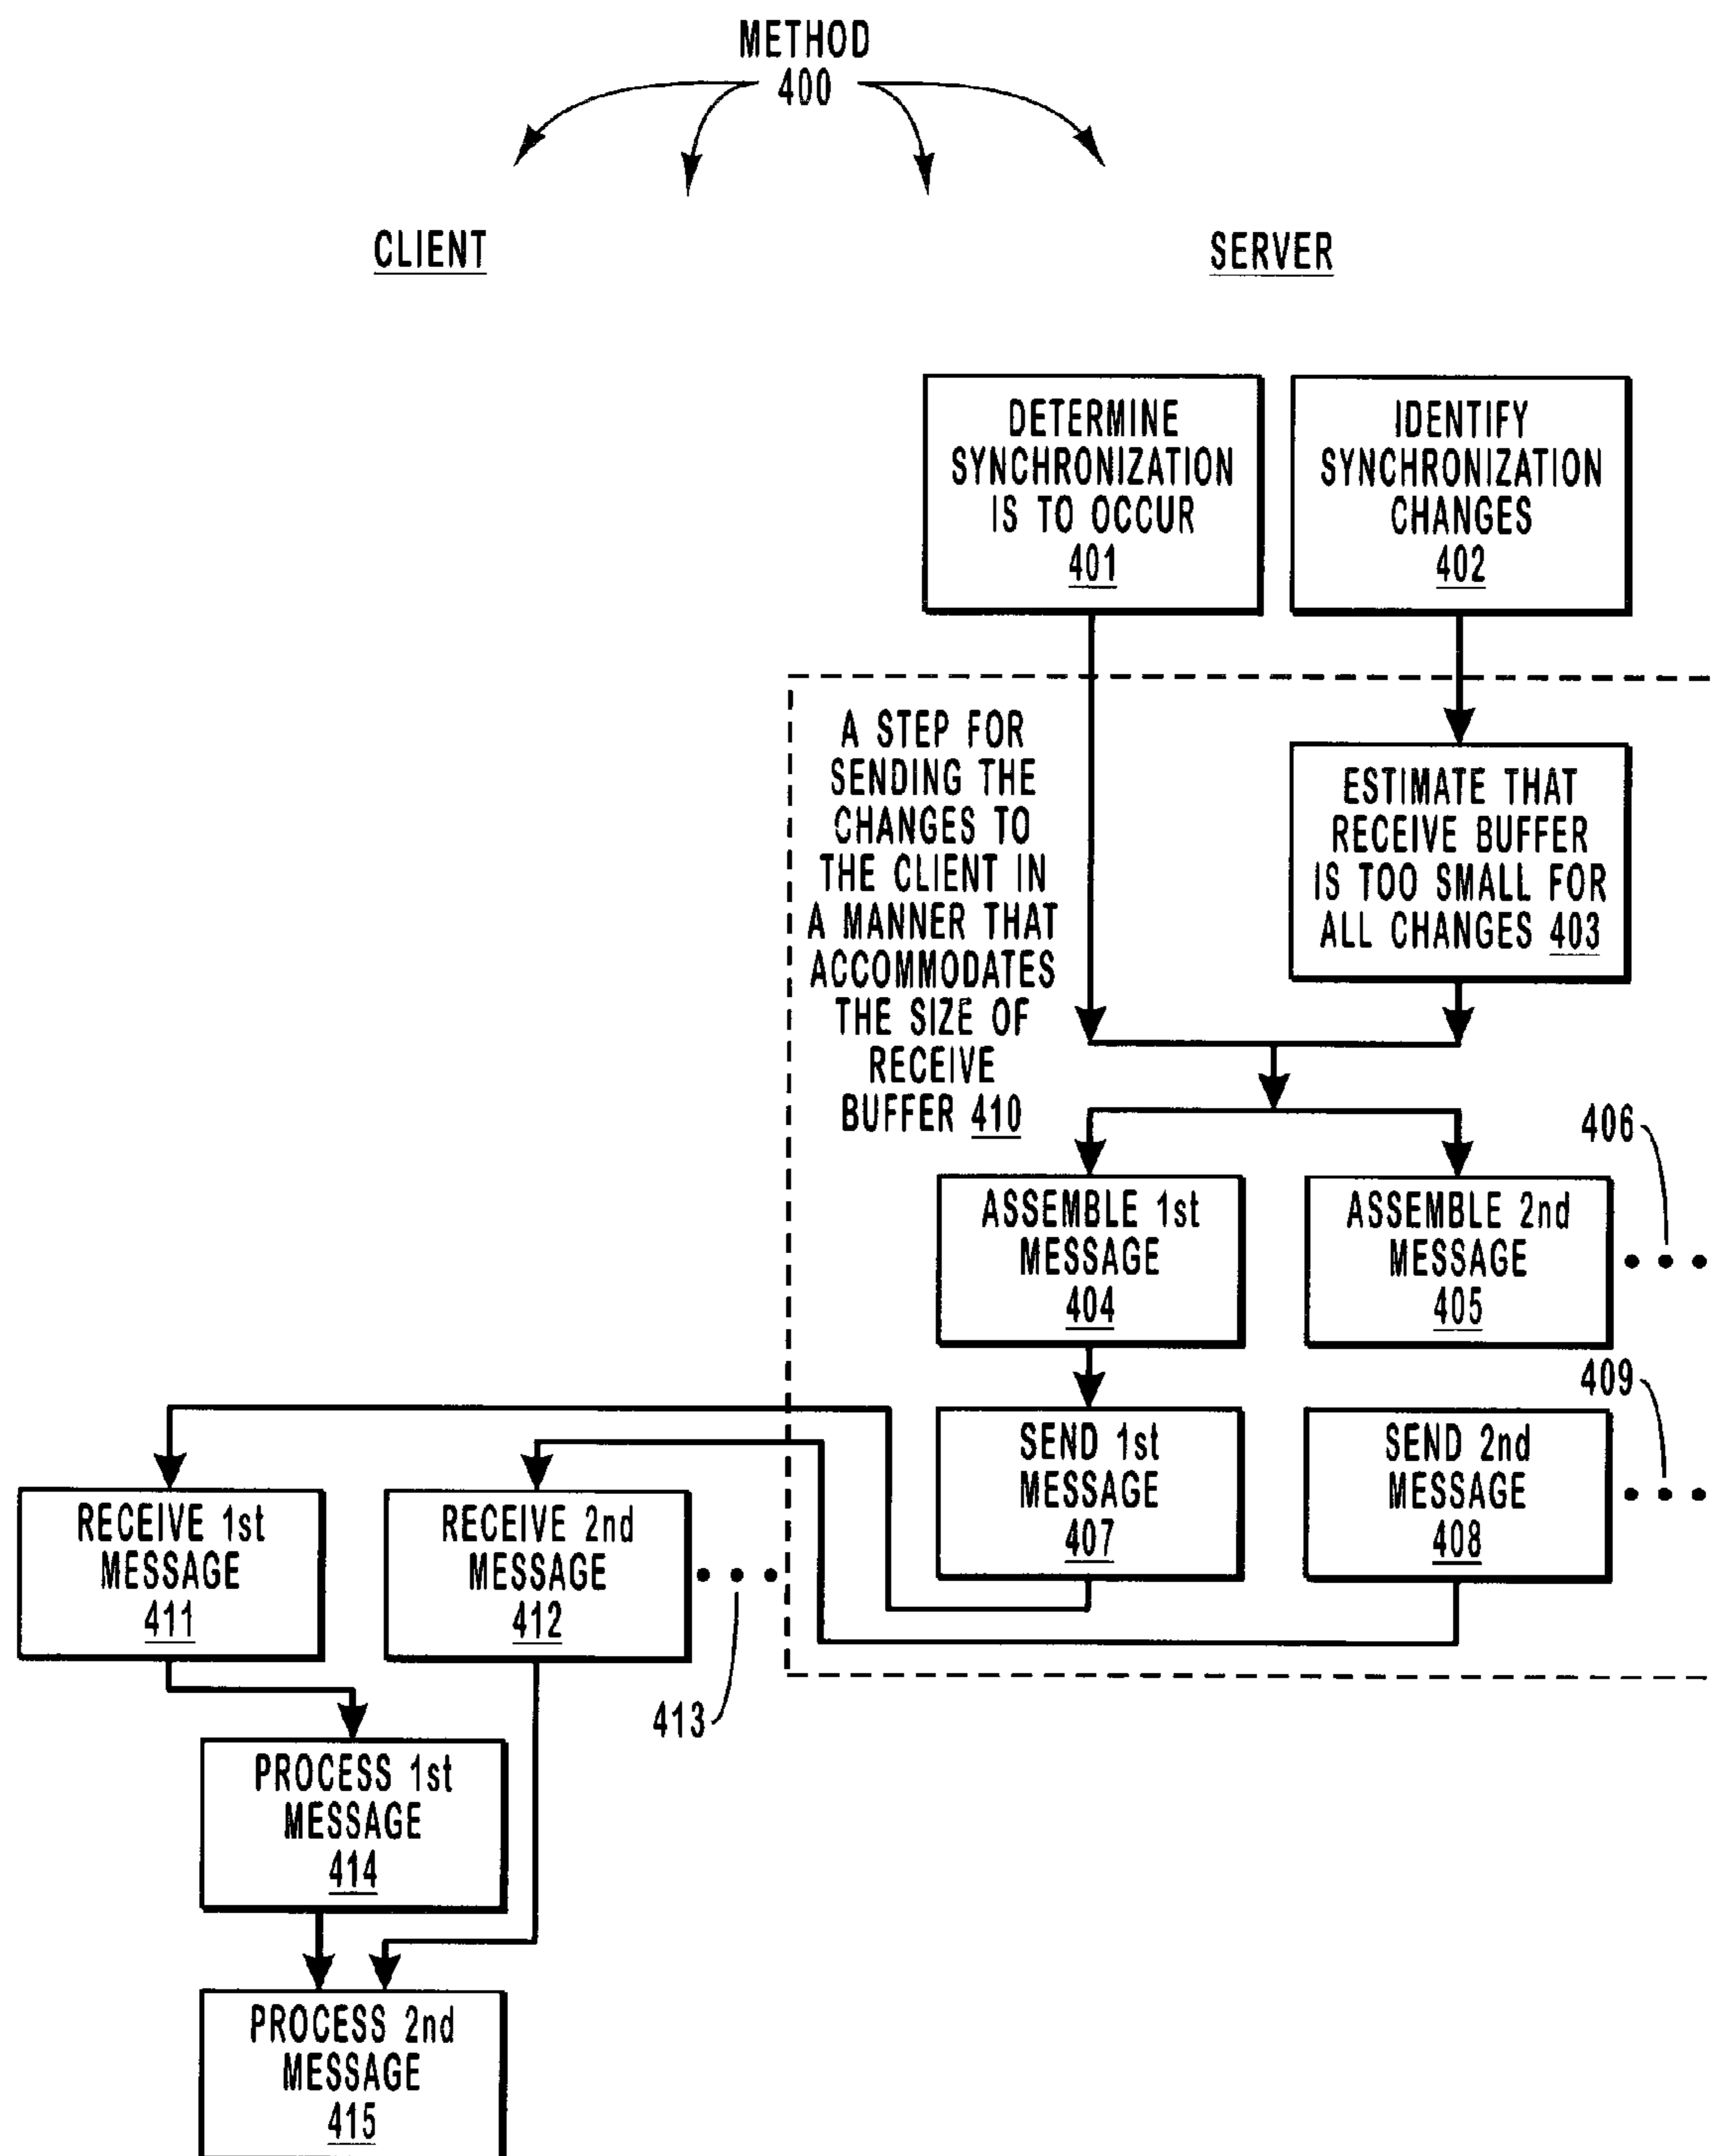 METHOD
400
CLIENT
SERVER
DETERMINE
SYNCHRONIZATION
IS TO OCCUR
401
IDENTIFY
SYNCHRONIZATION
CHANGES
402
A STEP FOR
SENDING THE
CHANGES TO
THE CLIENT IN
A MANNER THAT
ACCOMMODATES
THE SIZE OF
RECEIVE
BUFFER 410
ESTIMATE THAT
RECEIVE BUFFER
IS TOO SMALL FOR
ALL CHANGES 403
406
ASSEMBLE 1st
MESSAGE
404
ASSEMBLE 2nd
MESSAGE
405
409
SEND 1st
MESSAGE
407
SEND 2nd
MESSAGE
408
RECEIVE 1st
MESSAGE
411
RECEIVE 2nd
MESSAGE
412
413
PROCESS 1st
MESSAGE
414
PROCESS 2nd
MESSAGE
415